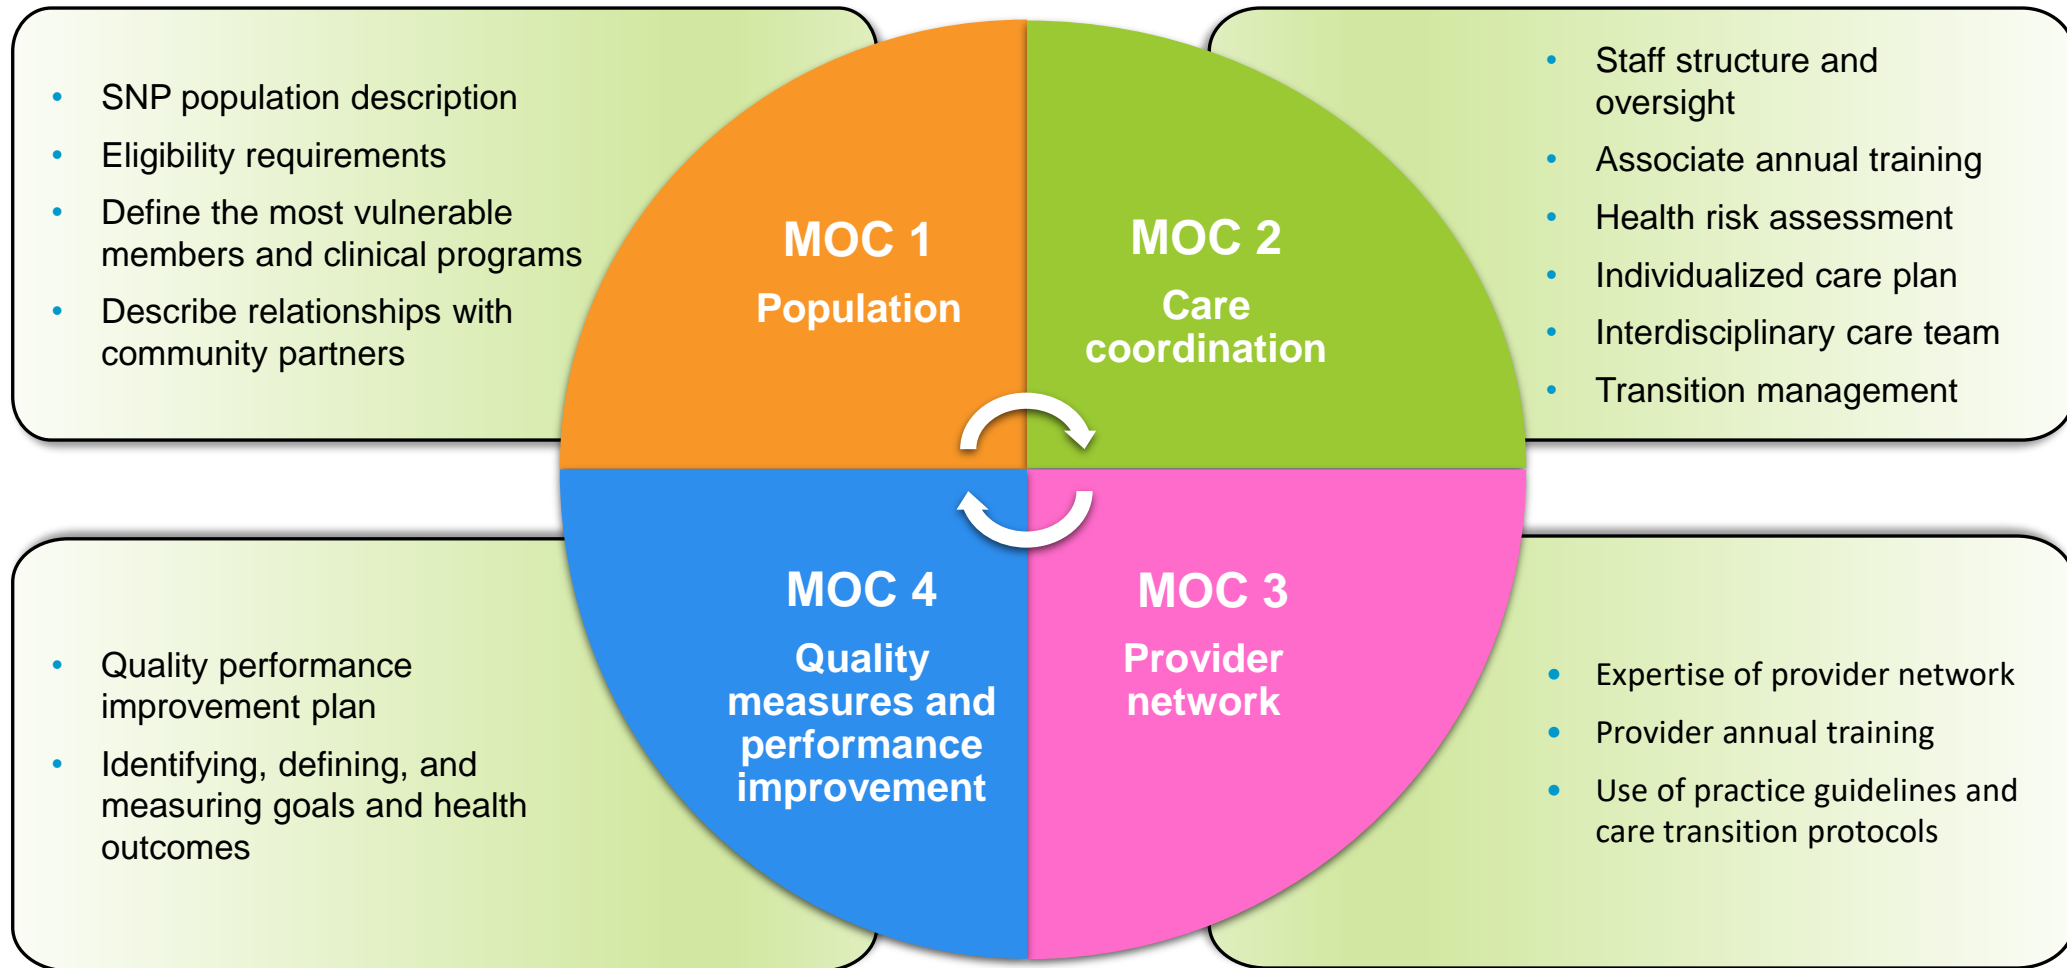 • SNP population description
• Eligibility requirements
• Define the most vulnerable
members and clinical programs
• Describe relationships with
community partners
MOC 1
Population
MOC 2
Care
coordination
• Staff structure and
oversight
• Associate annual training
• Health risk assessment
• Individualized care plan
• Interdisciplinary care team
• Transition management
• Quality performance
improvement plan
• Identifying, defining, and
measuring goals and health
outcomes
MOC 4
Quality
measures and
performance
improvement
MOC 3
Provider
network
• Expertise of provider network
• Provider annual training
• Use of practice guidelines and
care transition protocols